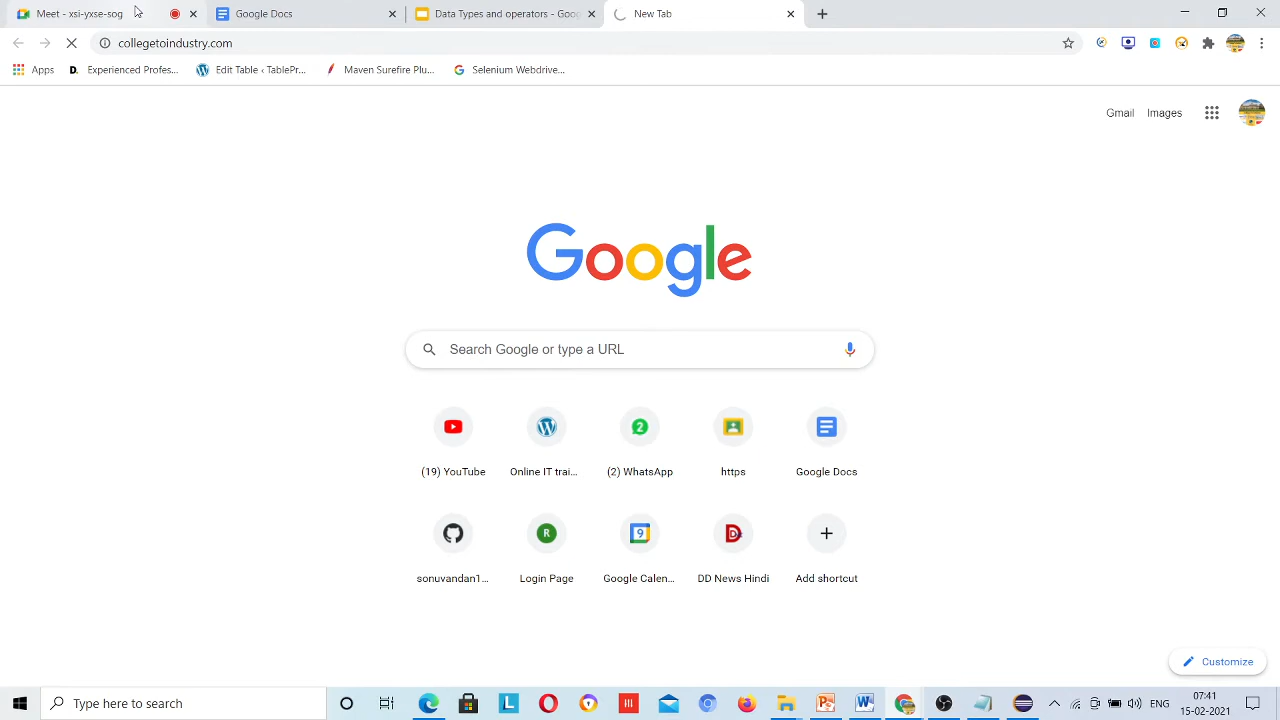 Meet - xsi-yxse-sog
Google Docs
Data Types and operators - Goog
New Tab
collegetoindustry.com
Apps
D.
Experienced Profes...
Edit Table ‹ TablePr...
Maven Surefire Plu...
G
Selenium Webdrive...
Gmail
Images
Google
Search Google or type a URL
2
(19) YouTube
Online IT trai...
(2) WhatsApp
https
Google Docs
R
9
D
sonuvandan1...
Login Page
Google Calen...
DD News Hindi
Add shortcut
Customize
Type here to search
L
ENG
07:41
15-02-2021